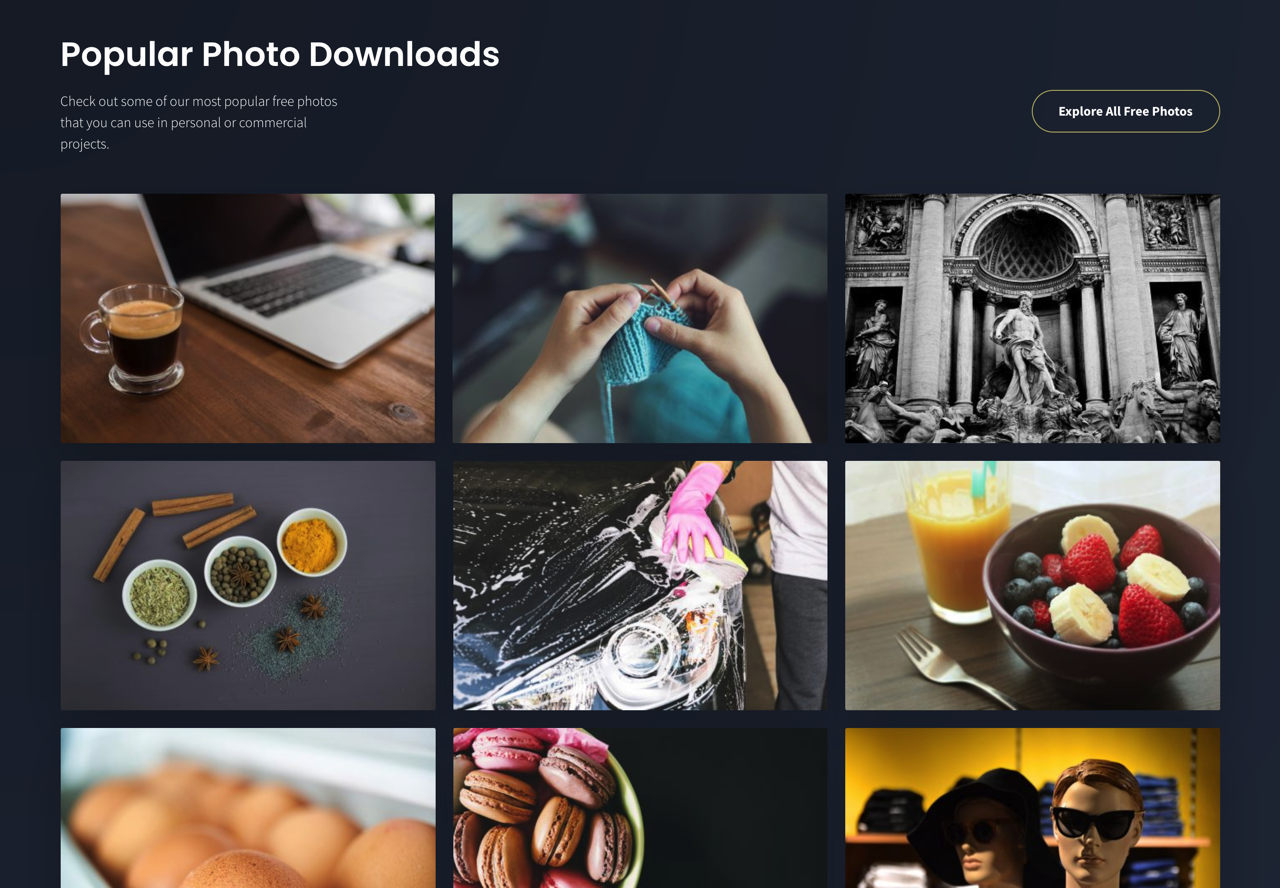 Popular Photo Downloads
Check out some of our most popular free photos
that you can use in personal or commercial
projects.
Explore All Free Photos